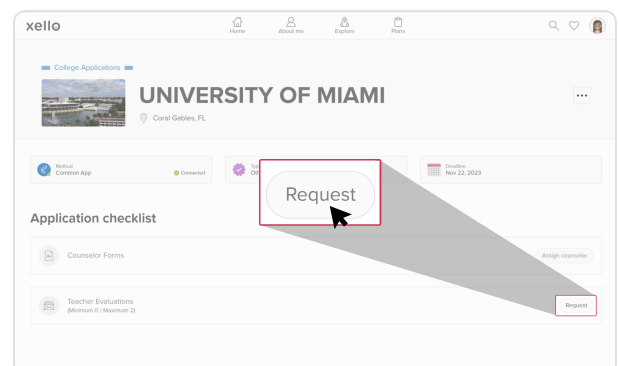 xello
Home
About me
Explore
Plans
College Applications
UNIVERSITY OF MIAMI
Coral Gables, FL
Method
Common App
Connected
Deadline
Nov 22, 2023
Request
Application checklist
Counselor Forms
Assign counselor
Teacher Evaluations
(Minimum 0 / Maximum 2)
Request